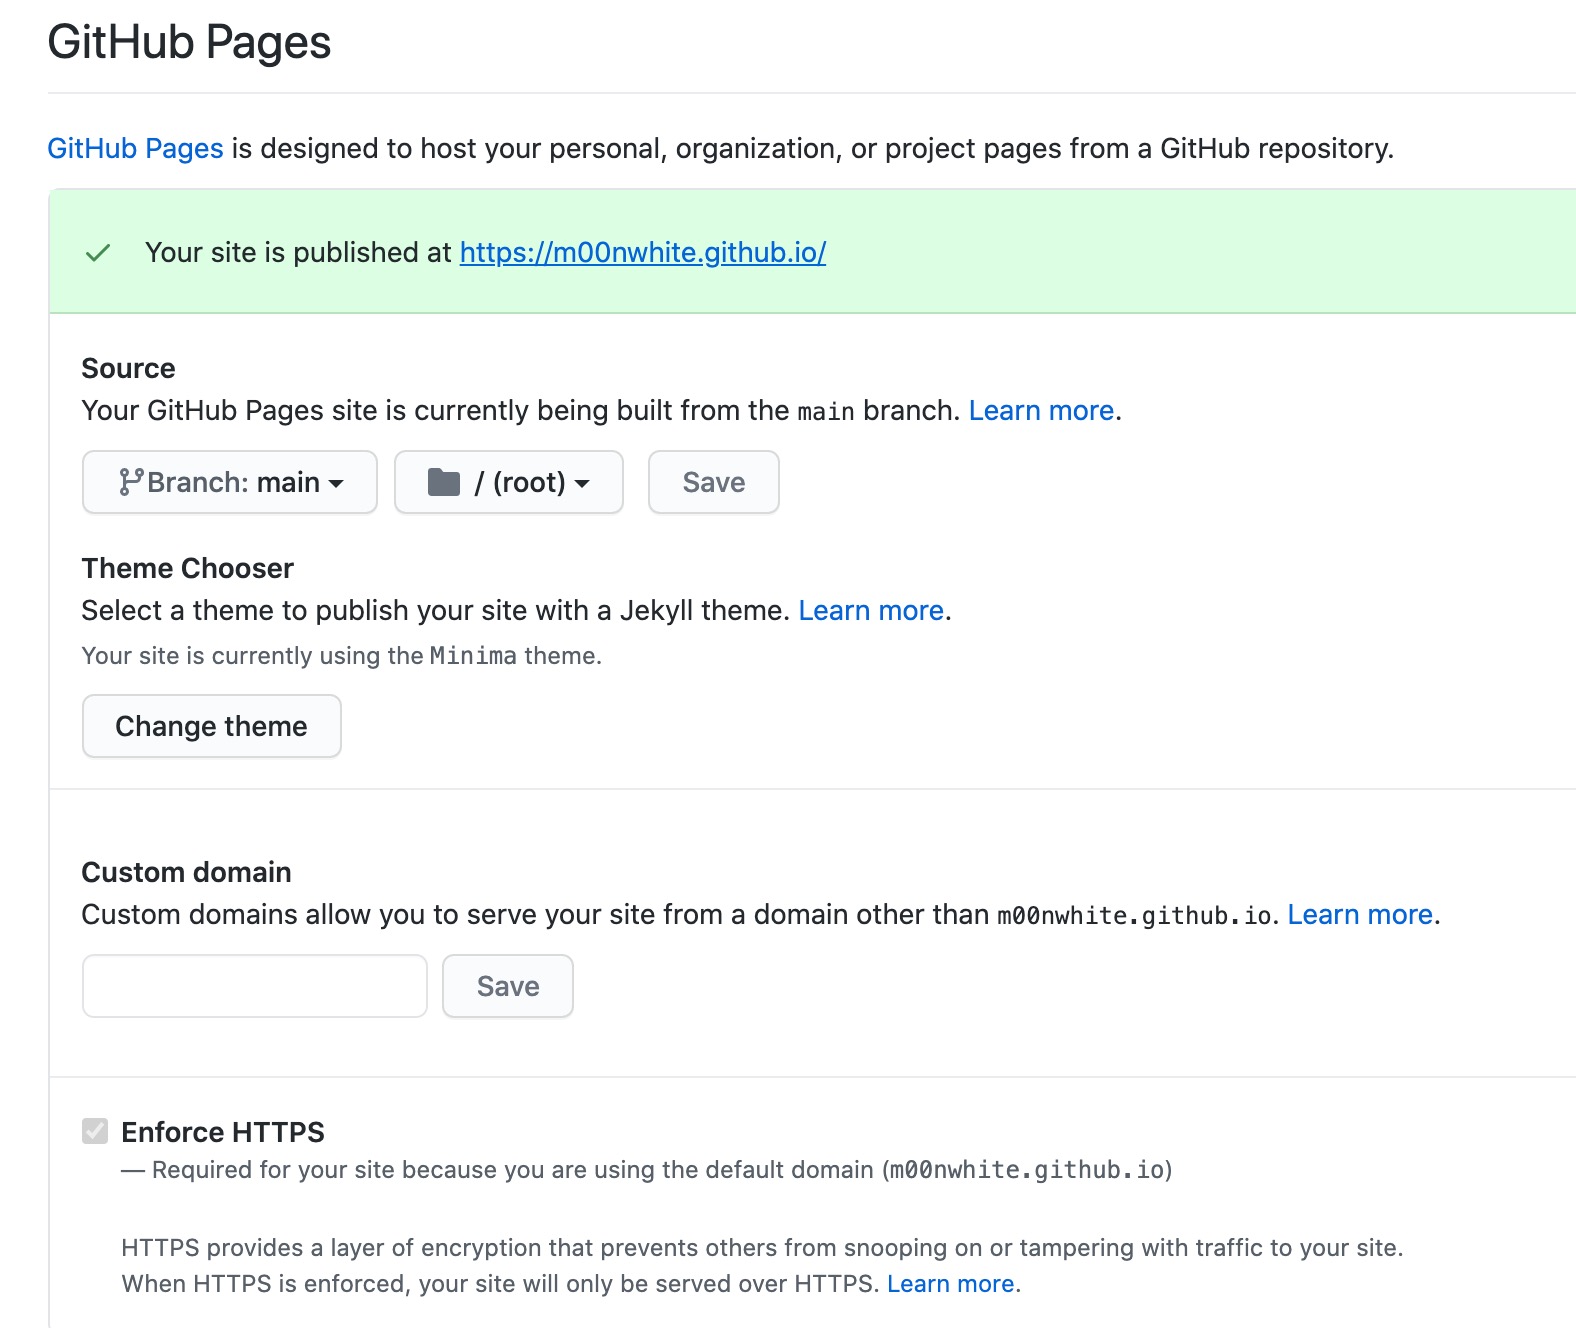 GitHub Pages
GitHub Pages is designed to host your personal, organization, or project pages from a GitHub repository.
Your site is published at https://m00nwhite.github.io/
Source
Your GitHub Pages site is currently being built from the main branch. Learn more.
Branch: main
/ (root)
Save
Theme Chooser
Select a theme to publish your site with a Jekyll theme. Learn more.
Your site is currently using the Minima theme.
Change theme
Custom domain
Custom domains allow you to serve your site from a domain other than m00nwhite.github.io. Learn more.
Save
Enforce HTTPS
— Required for your site because you are using the default domain (m00nwhite.github.io)
HTTPS provides a layer of encryption that prevents others from snooping on or tampering with traffic to your site.
When HTTPS is enforced, your site will only be served over HTTPS. Learn more.